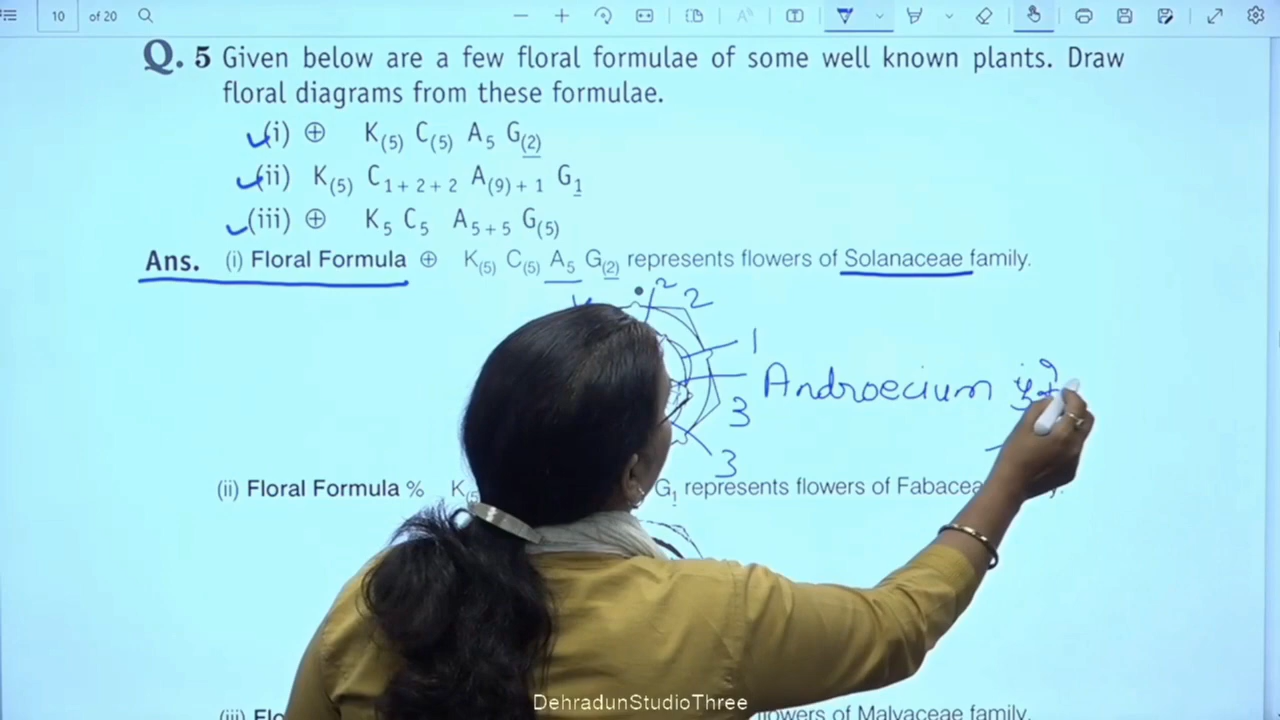 10 of 20
Q. 5 Given below are a few floral formulae of some well known plants. Draw
floral diagrams from these formulae.
(i) ⊕ K(5) C(5) A5 G(2)
(ii) K(5) C1 + 2 + 2 A(9) + 1 G1
(iii) ⊕ K5 C5 A5 + 5 G(5)
Ans. (i) Floral Formula ⊕ K(5) C(5) A5 G(2) represents flowers of Solanaceae family.
2 2
1
Androecium
3
3
(ii) Floral Formula % G1 represents flowers of
DehradunStudioThree
(iii) of Malvaceae family.